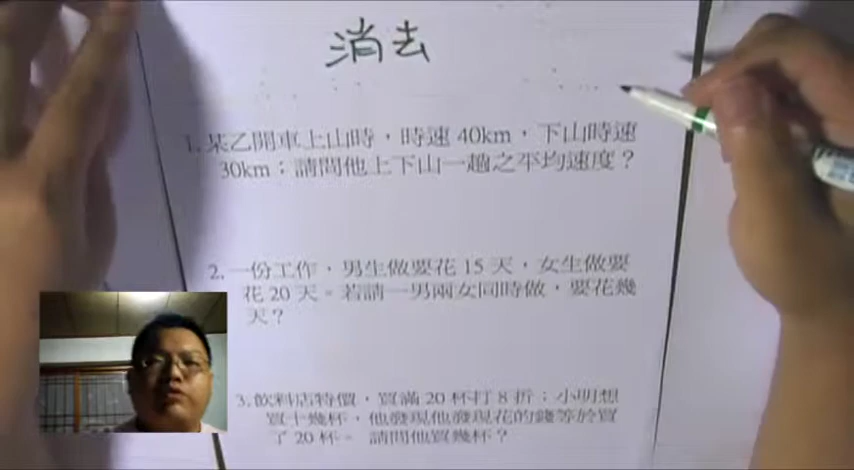 消去
1. 某乙開車上山時，時速 40km，下山時速
30km；請問他上下山一趟之平均速度？
2. 一份工作，男生做要花 15 天，女生做要
花 20 天。若請一男兩女同時做，要花幾
天？
3. 飲料店特價，買滿 20 杯打 8 折；小明想
買十幾杯，他發現他發現花的錢等於買
了 20 杯。 請問他買幾杯？